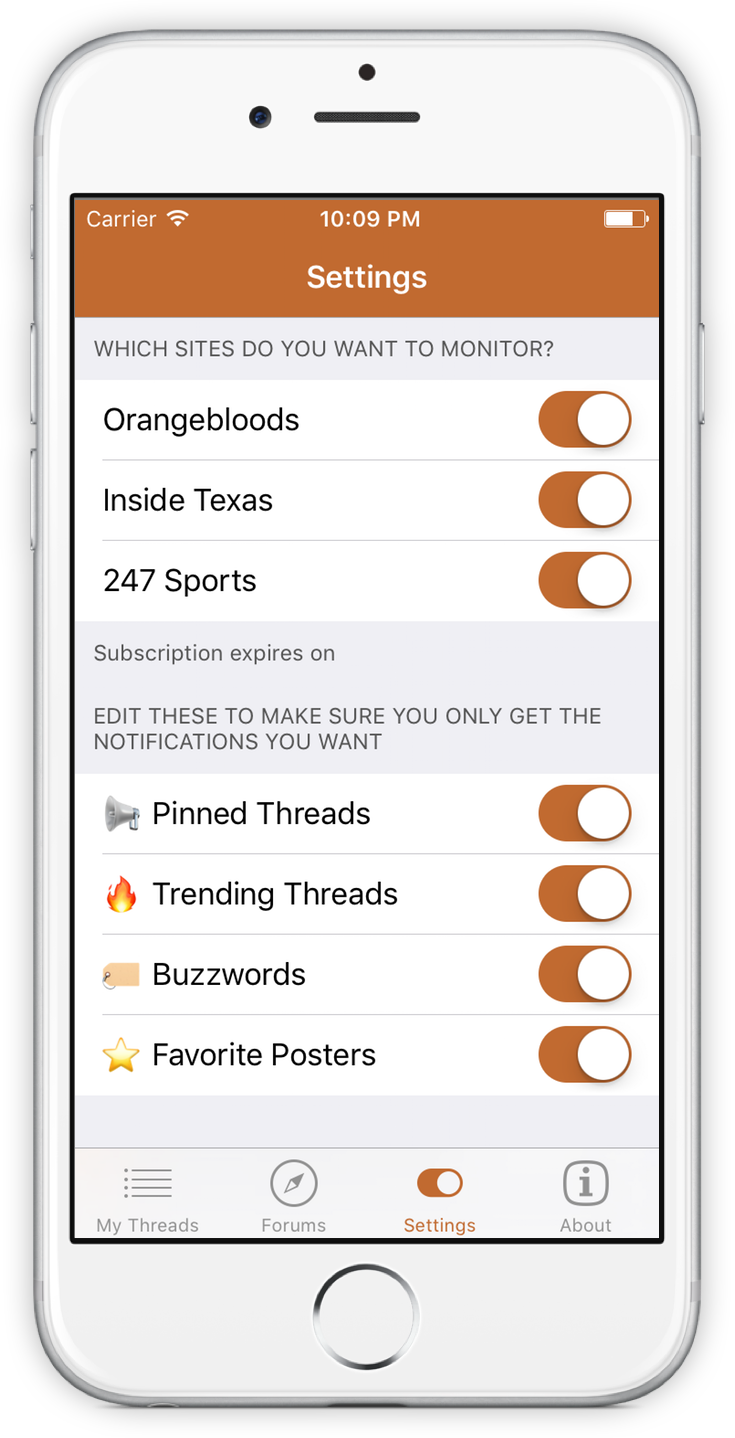 Carrier 10:09 PM
Settings
WHICH SITES DO YOU WANT TO MONITOR?
Orangebloods
Inside Texas
247 Sports
Subscription expires on
EDIT THESE TO MAKE SURE YOU ONLY GET THE
NOTIFICATIONS YOU WANT
Pinned Threads
Trending Threads
Buzzwords
Favorite Posters
My Threads Forums Settings About